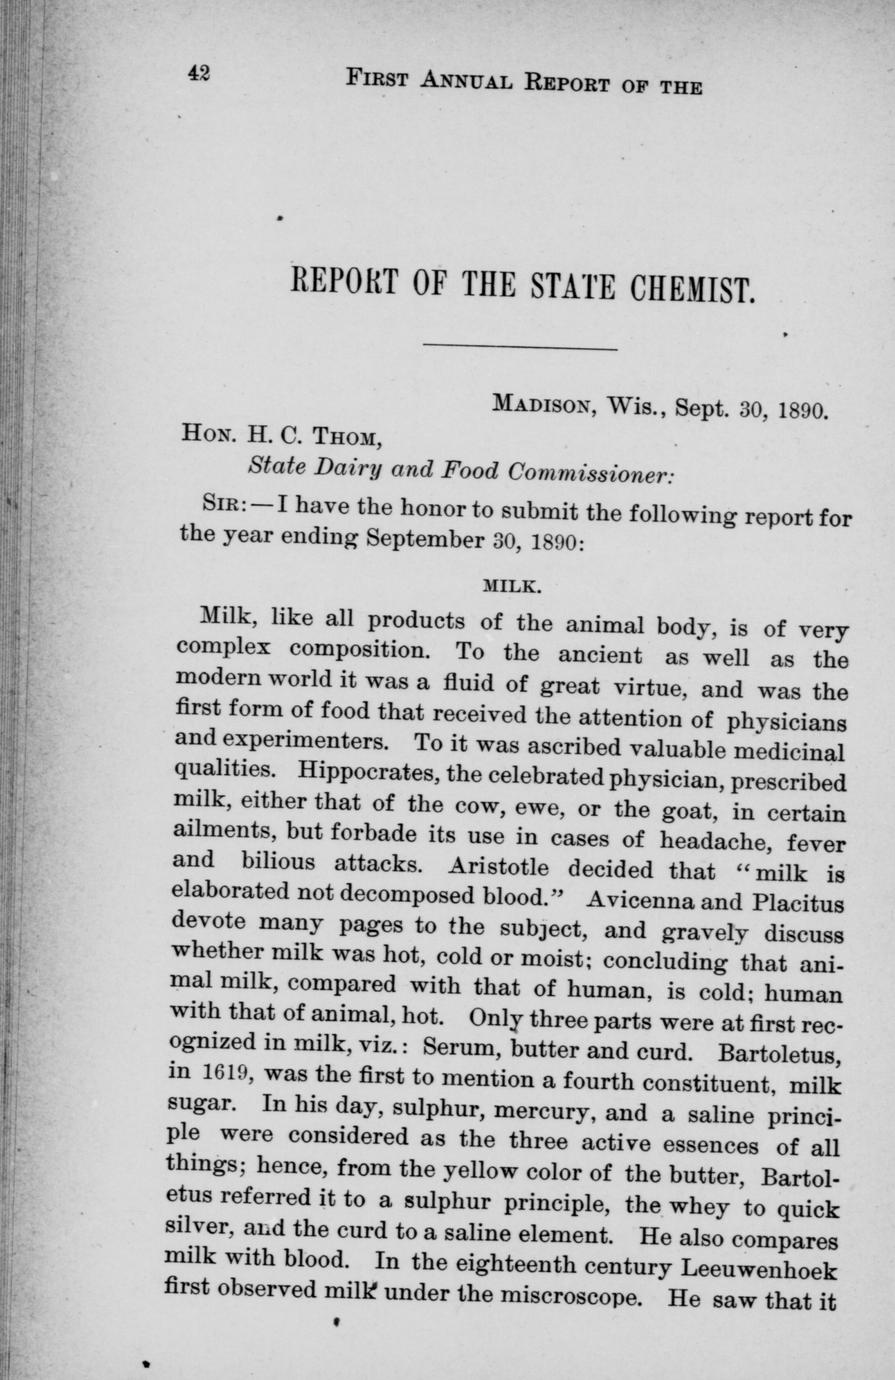 42 FIRST ANNUAL REPORT OF THE
REPORT OF THE STATE CHEMIST.
MADISON, Wis., Sept. 30, 1890.
HON. H. C. THOM,
State Dairy and Food Commissioner:
SIR:—I have the honor to submit the following report for
the year ending September 30, 1890:
MILK.
Milk, like all products of the animal body, is of very
complex composition. To the ancient as well as the
modern world it was a fluid of great virtue, and was the
first form of food that received the attention of physicians
and experimenters. To it was ascribed valuable medicinal
qualities. Hippocrates, the celebrated physician, prescribed
milk, either that of the cow, ewe, or the goat, in certain
ailments, but forbade its use in cases of headache, fever
and bilious attacks. Aristotle decided that “milk is
elaborated not decomposed blood.” Avicenna and Placitus
devote many pages to the subject, and gravely discuss
whether milk was hot, cold or moist; concluding that ani-
mal milk, compared with that of human, is cold; human
with that of animal, hot. Only three parts were at first rec-
ognized in milk, viz.: Serum, butter and curd. Bartoletus,
in 1619, was the first to mention a fourth constituent, milk
sugar. In his day, sulphur, mercury, and a saline princi-
ple were considered as the three active essences of all
things; hence, from the yellow color of the butter, Bartol-
etus referred it to a sulphur principle, the whey to quick
silver, and the curd to a saline element. He also compares
milk with blood. In the eighteenth century Leeuwenhoek
first observed milk under the miscroscope. He saw that it